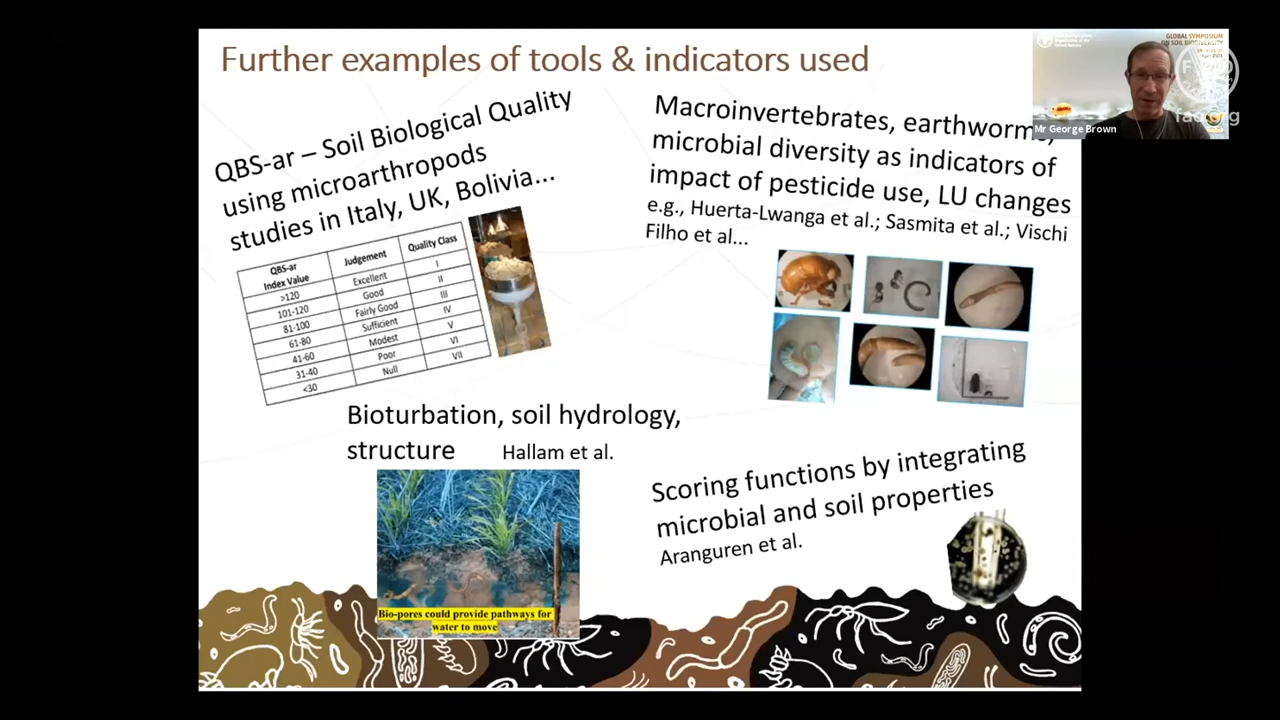 Further examples of tools & indicators used
QBS-ar – Soil Biological Quality
using microarthropods
studies in Italy, UK, Bolivia...
QBS-ar
Index Value
Judgement
Quality Class
>120
Excellent
I
101-120
Good
II
81-100
Fairly Good
III
61-80
Sufficient
IV
41-60
Modest
V
31-40
Poor
VI
<30
Null
VII
Macroinvertebrates, earthworms,
microbial diversity as indicators of
impact of pesticide use, LU changes
e.g., Huerta-Lwanga et al.; Sasmita et al.; Vischi
Filho et al...
Bioturbation, soil hydrology,
structure
Hallam et al.
Bio-pores could provide pathways for
water to move
Scoring functions by integrating
microbial and soil properties
Aranguren et al.
GLOBAL SYMPOSIUM
ON SOIL BIODIVERSITY
Mr George Brown
fao.org